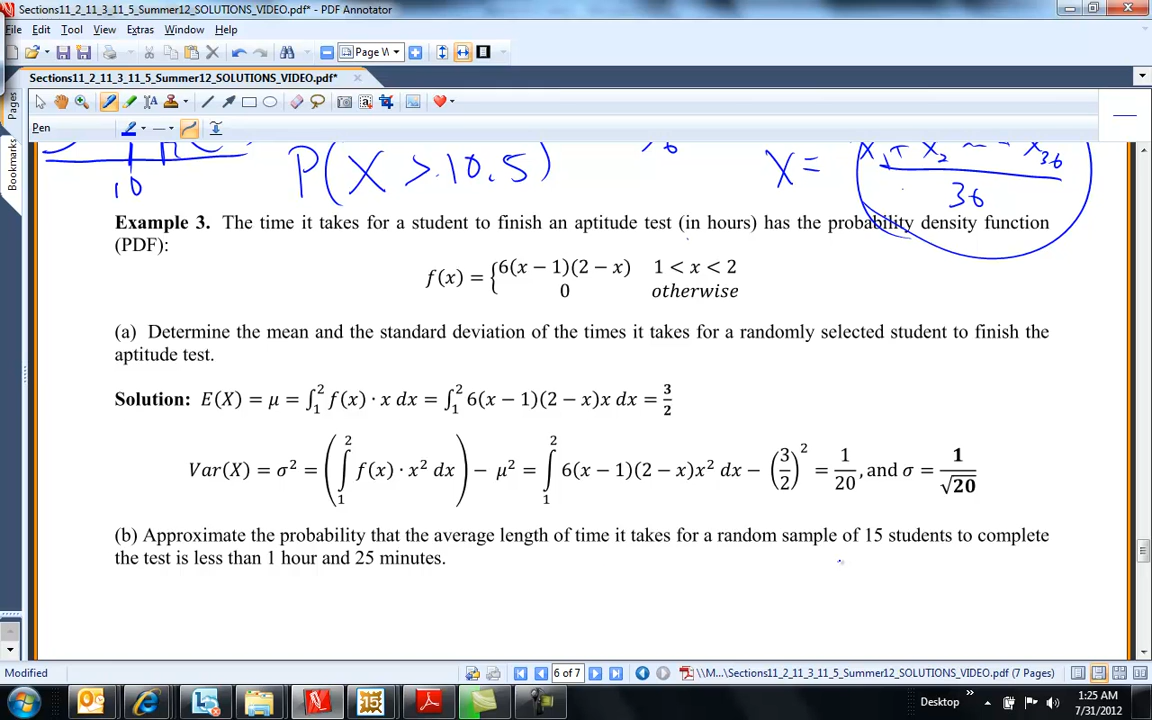 Sections11_2_11_3_11_5_Summer12_SOLUTIONS_VIDEO.pdf* - PDF Annotator
File Edit Tool View Extras Window Help
Page W
Sections11_2_11_3_11_5_Summer12_SOLUTIONS_VIDEO.pdf*
Pen
Pages
Bookmarks
10
P(X > 10.5)
36
X = X₁ + X₂ ~ - X₃₆
36
Example 3. The time it takes for a student to finish an aptitude test (in hours) has the probability density function
(PDF):
f(x) = { 6(x − 1)(2 − x) 1 < x < 2
0 otherwise
(a) Determine the mean and the standard deviation of the times it takes for a randomly selected student to finish the
aptitude test.
Solution: E(X) = μ = ∫₁² f(x) · x dx = ∫₁² 6(x − 1)(2 − x)x dx = 3/2
Var(X) = σ² = (∫₁² f(x) · x² dx) − μ² = ∫₁² 6(x − 1)(2 − x)x² dx − (3/2)² = 1/20, and σ = 1/√20
(b) Approximate the probability that the average length of time it takes for a random sample of 15 students to complete
the test is less than 1 hour and 25 minutes.
Modified
6 of 7
\\M...\Sections11_2_11_3_11_5_Summer12_SOLUTIONS_VIDEO.pdf (7 Pages)
Desktop
1:25 AM
7/31/2012